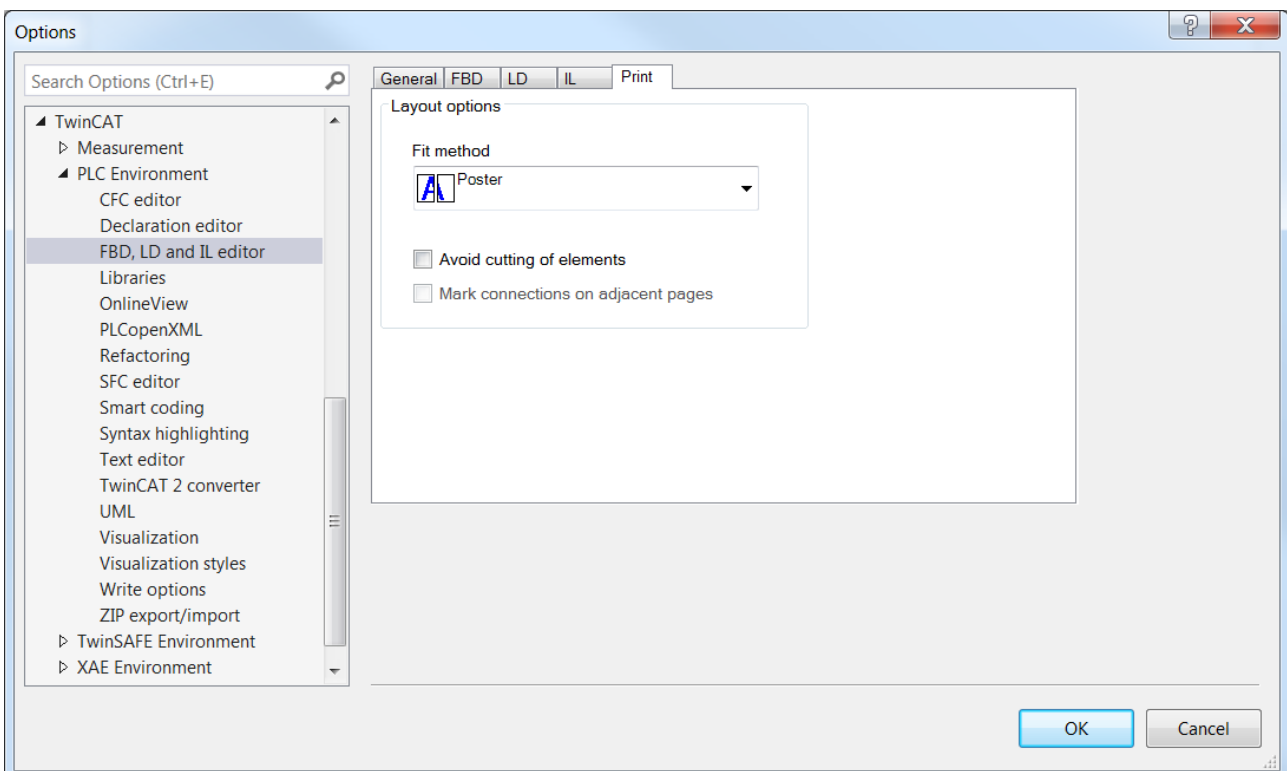 Options
Search Options (Ctrl+E)
TwinCAT
Measurement
PLC Environment
CFC editor
Declaration editor
FBD, LD and IL editor
Libraries
OnlineView
PLCopenXML
Refactoring
SFC editor
Smart coding
Syntax highlighting
Text editor
TwinCAT 2 converter
UML
Visualization
Visualization styles
Write options
ZIP export/import
TwinSAFE Environment
XAE Environment
General FBD LD IL Print
Layout options
Fit method
A Poster
Avoid cutting of elements
Mark connections on adjacent pages
OK Cancel